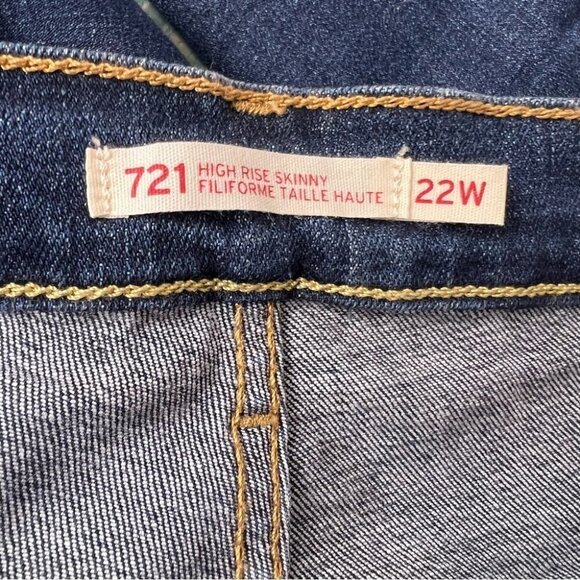 721 HIGH RISE SKINNY
FILIFORME TAILLE HAUTE
22W